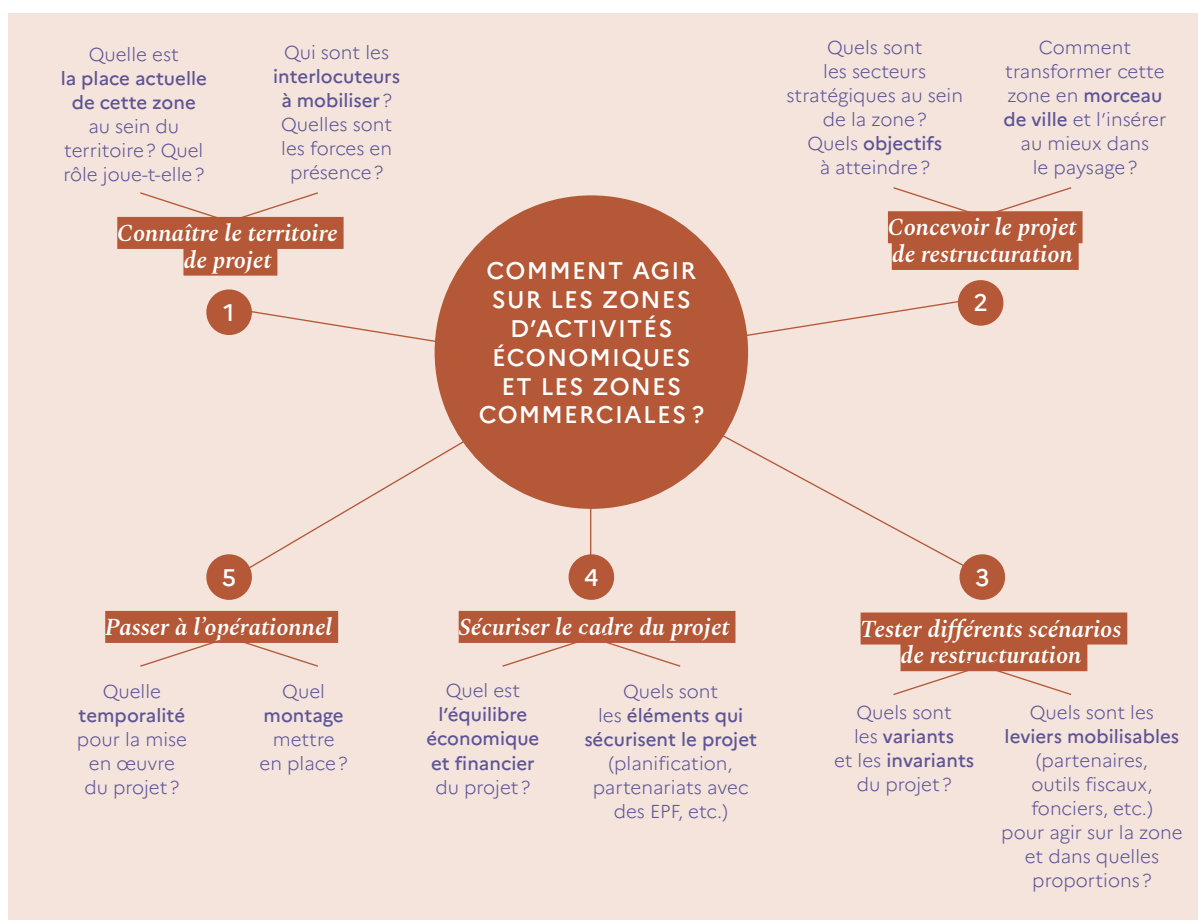 COMMENT AGIR
SUR LES ZONES
D'ACTIVITÉS
ÉCONOMIQUES
ET LES ZONES
COMMERCIALES ?
Quelle est
la place actuelle
de cette zone
au sein du
territoire ? Quel
rôle joue-t-elle ?
Qui sont les
interlocuteurs
à mobiliser ?
Quelles sont
les forces en
présence ?
Connaître le territoire
de projet
1
Quels sont
les secteurs
stratégiques au sein
de la zone ?
Quels objectifs
à atteindre ?
Comment
transformer cette
zone en morceau
de ville et l'insérer
au mieux dans
le paysage ?
Concevoir le projet
de restructuration
2
3
Tester différents scénarios
de restructuration
Quels sont
les variants
et les invariants
du projet ?
Quels sont les
leviers mobilisables
(partenaires,
outils fiscaux,
fonciers, etc.)
pour agir sur la zone
et dans quelles
proportions ?
4
Sécuriser le cadre du projet
Quel est
l'équilibre
économique
et financier
du projet ?
Quels sont
les éléments qui
sécurisent le projet
(planification,
partenariats avec
des EPF, etc.)
5
Passer à l'opérationnel
Quelle
temporalité
pour la mise
en œuvre
du projet ?
Quel
montage
mettre
en place ?